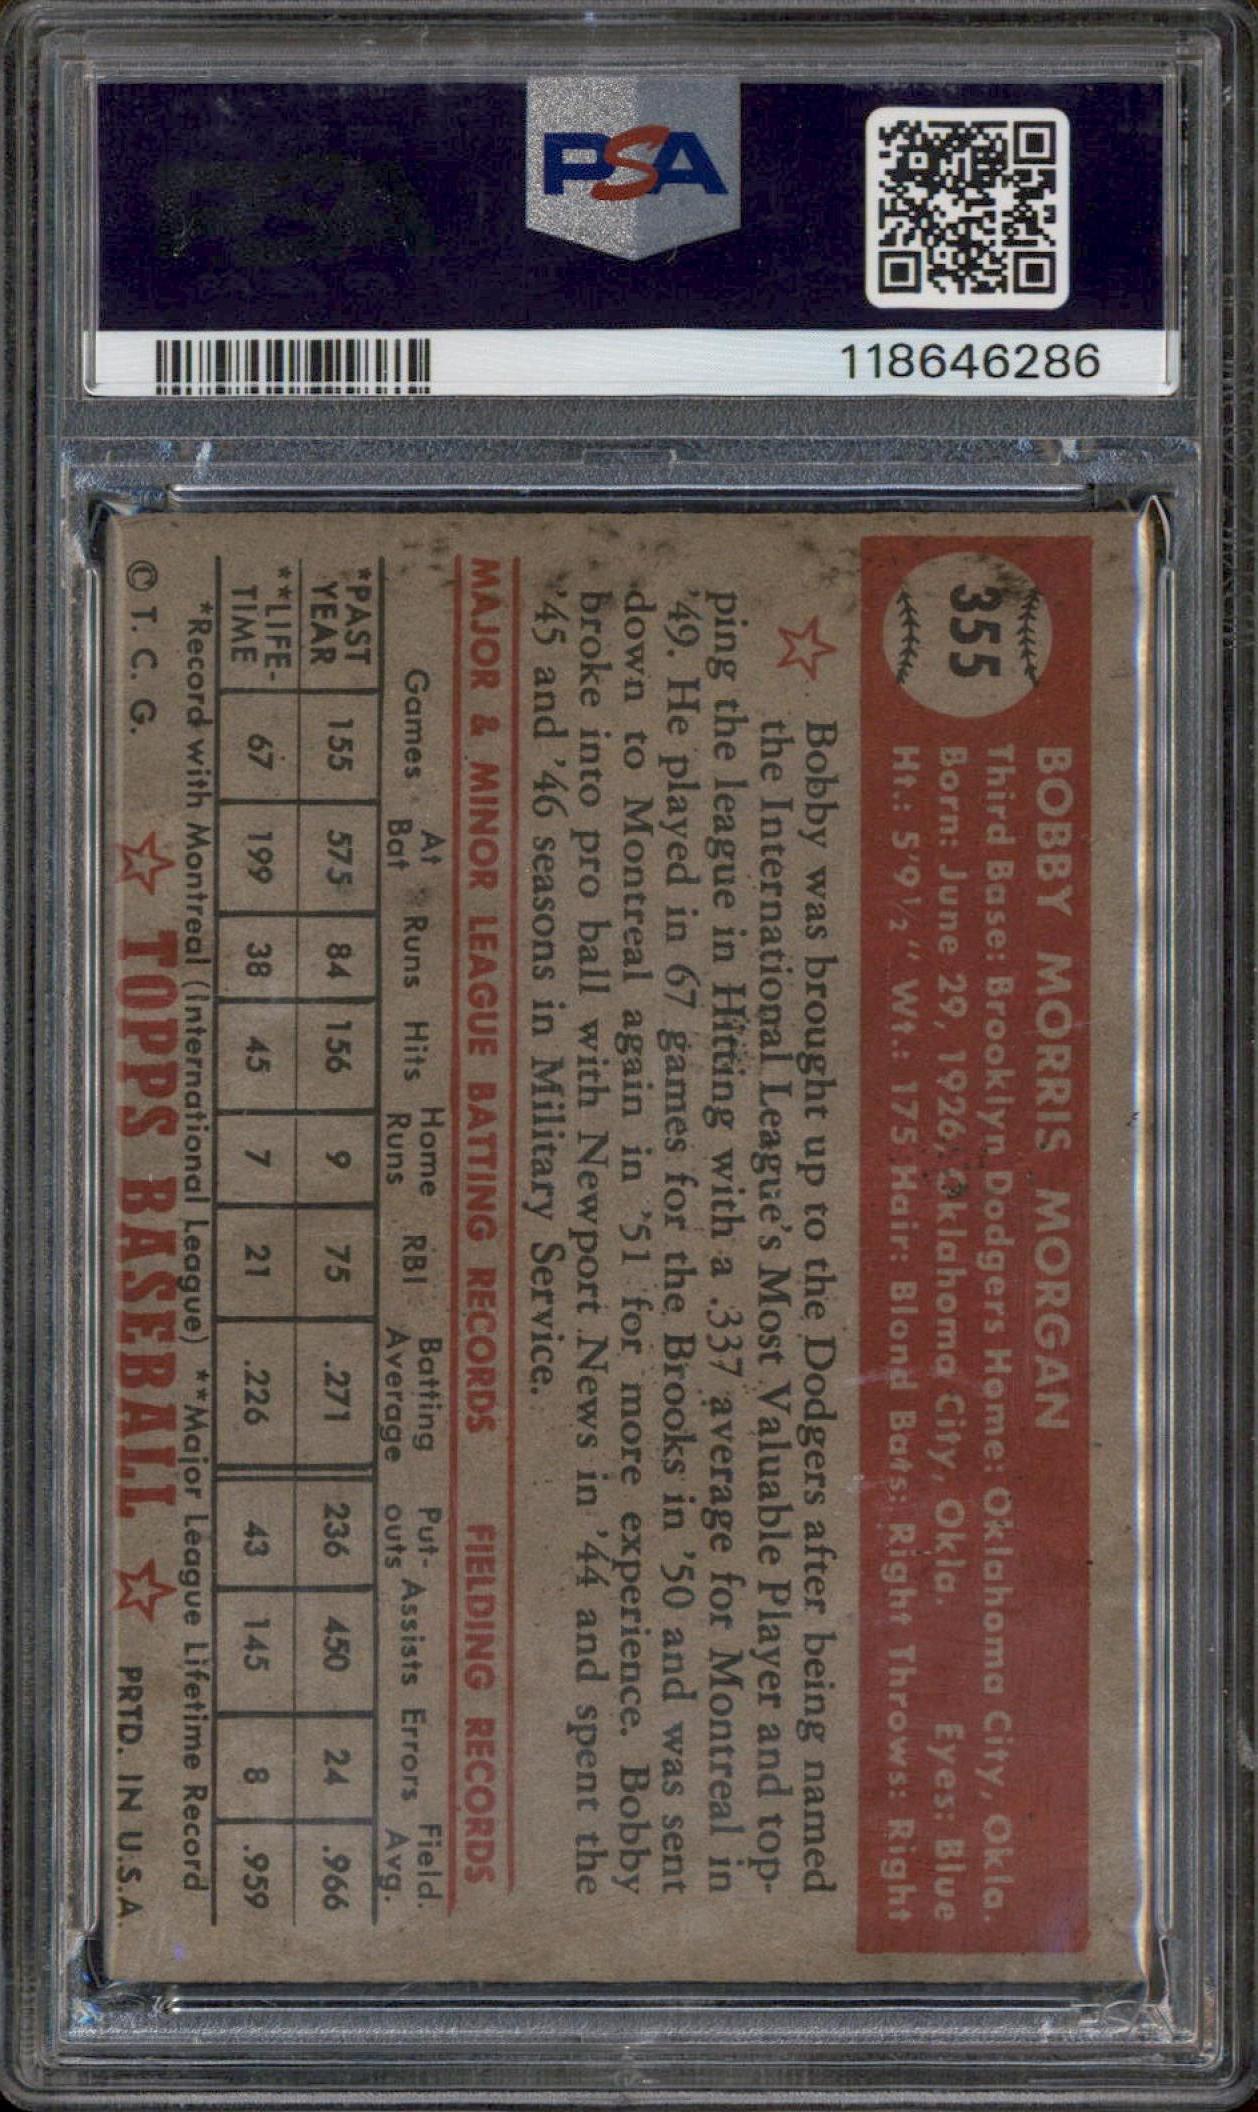 PSA
118646286
355
BOBBY MORRIS MORGAN
Third Base: Brooklyn Dodgers Home: Oklahoma City, Okla.
Born: June 29, 1926, Oklahoma City, Okla. Eyes: Blue
Ht.: 5'9½" Wt.: 175 Hair: Blond Bats: Right Throws: Right
Bobby was brought up to the Dodgers after being named
the International League's Most Valuable Player and top-
ping the league in Hitting with a .337 average for Montreal in
'49. He played in 67 games for the Brooks in '50 and was sent
down to Montreal again in '51 for more experience. Bobby
broke into pro ball with Newport News in '44 and spent the
'45 and '46 seasons in Military Service.
MAJOR & MINOR LEAGUE BATTING RECORDS FIELDING RECORDS
Games At Bat Runs Hits Home Runs RBI Batting Average Put-outs Assists Errors Field. Avg.
*PAST YEAR 155 575 84 156 9 75 .271 236 450 24 .966
**LIFE-TIME 67 199 38 45 7 21 .226 43 145 8 .959
*Record with Montreal (International League) **Major League Lifetime Record
© T. C. G. TOPPS BASEBALL PRTD. IN U.S.A.